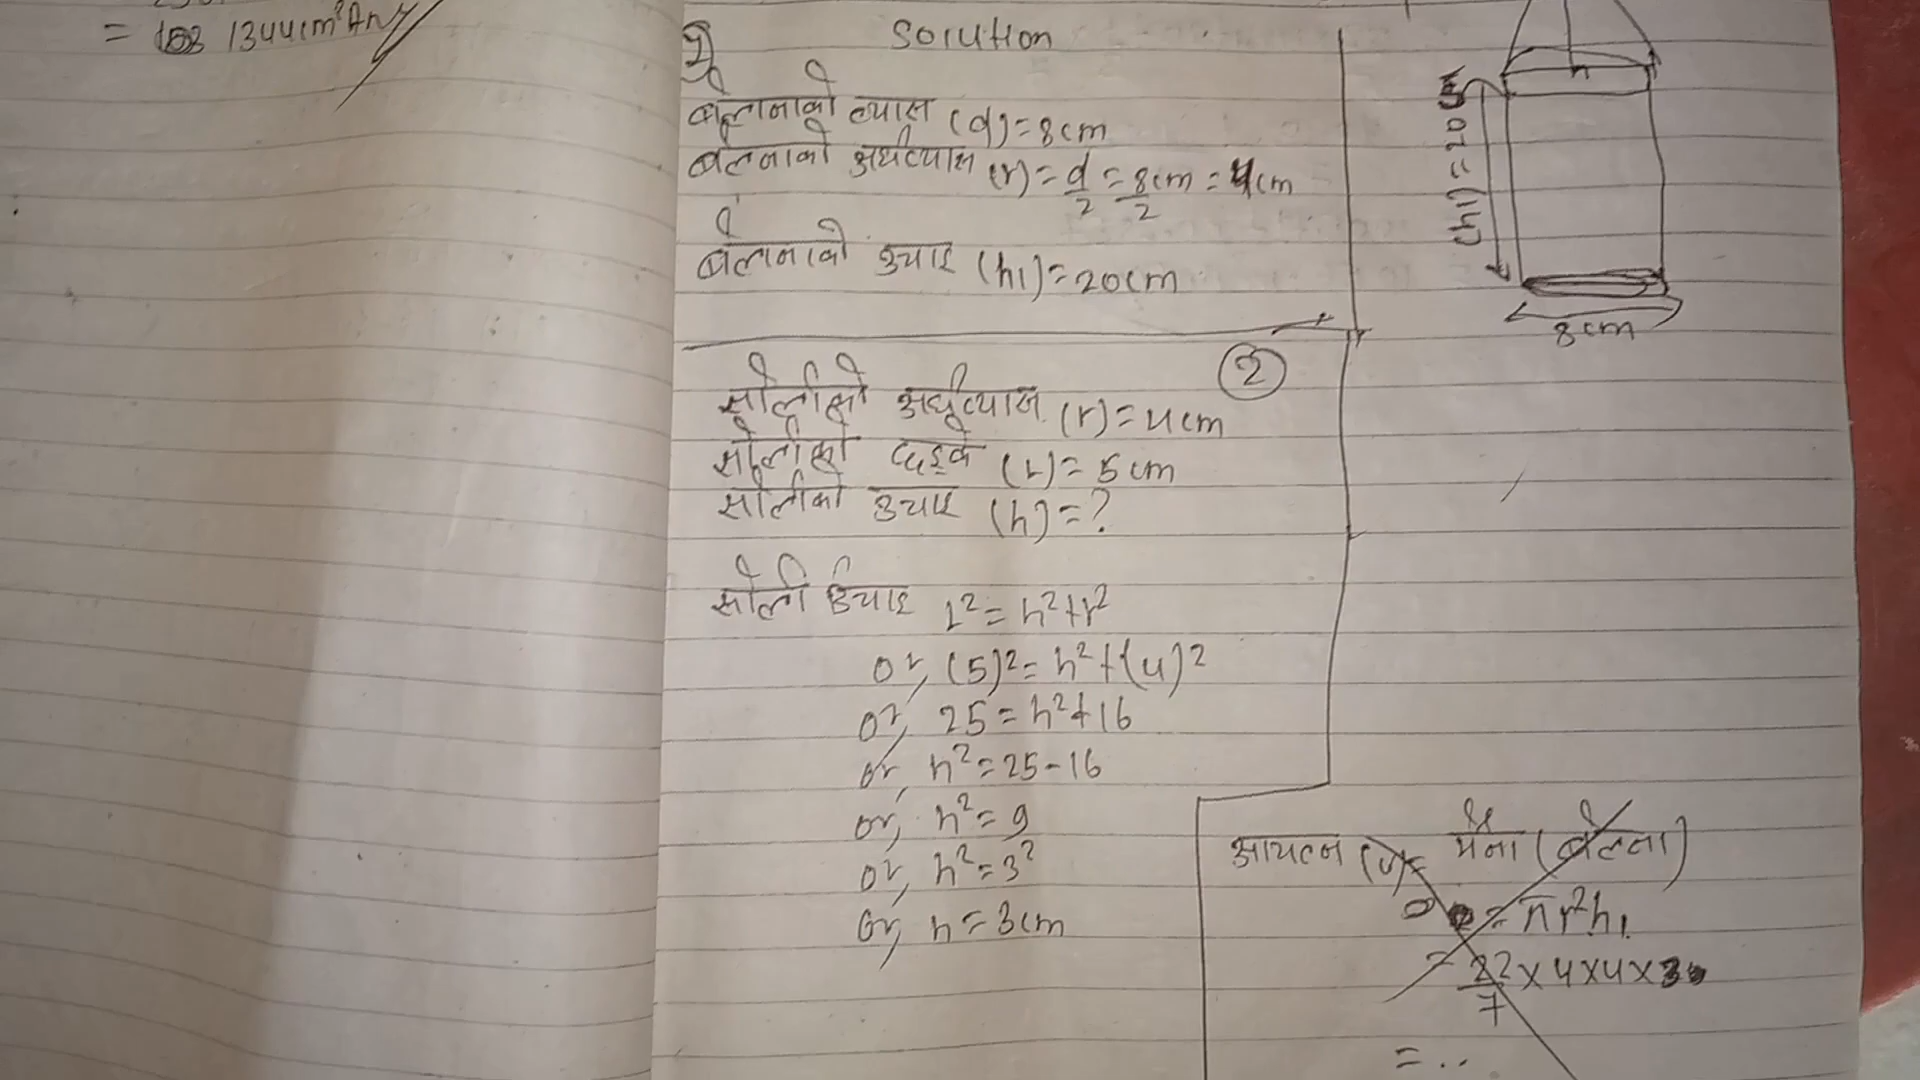 = 1344cm² Ans
Solution
बेलनाको व्यास (d)=8cm
बेलनाको अर्धव्यास (r)=d/2=8cm/2=4cm
बेलनाको उचाइ (h1)=20cm
(h1)=20cm
8cm
2
सोलीको अर्धव्यास (r)=4cm
सोलीको ढड्के (L)=5cm
सोलीको उचाइ (h)=?
सोली उचाइ L²=h²+r²
or, (5)²=h²+(4)²
or, 25=h²+16
or, h²=25-16
or, h²=9
or, h²=3²
or, h=3cm
आयतन (v)= (बेलना)
=πr²h1
=22/7×4×4×
=..